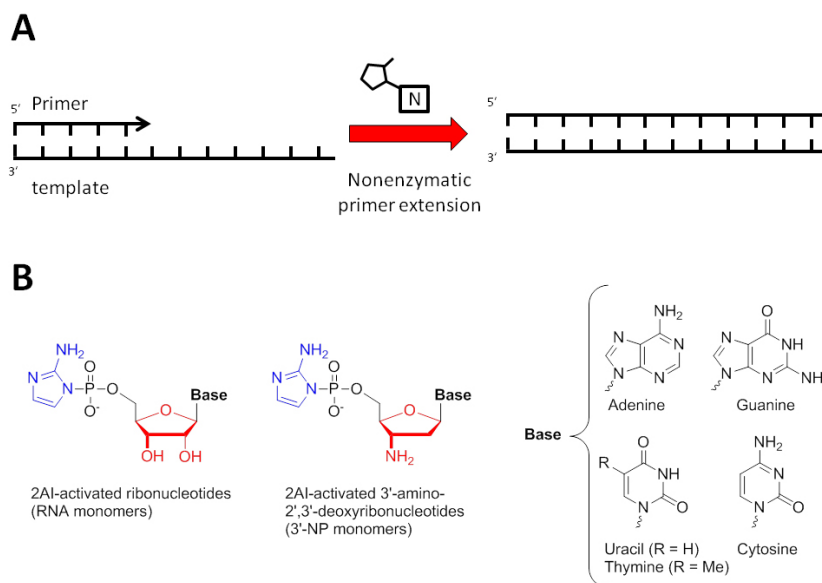 A
5’
Primer
3’
template
N
Nonenzymatic
primer extension
5’
3’
B
NH2
N
N
P
O
O-
O
O
Base
OH
OH
2AI-activated ribonucleotides
(RNA monomers)
NH2
N
N
P
O
O-
O
O
Base
NH2
2AI-activated 3'-amino-
2',3'-deoxyribonucleotides
(3'-NP monomers)
Base
NH2
N
N
N
N
Adenine
O
N
NH
N
N
NH
Guanine
O
R
NH
N
O
Uracil (R = H)
Thymine (R = Me)
NH2
N
N
O
Cytosine